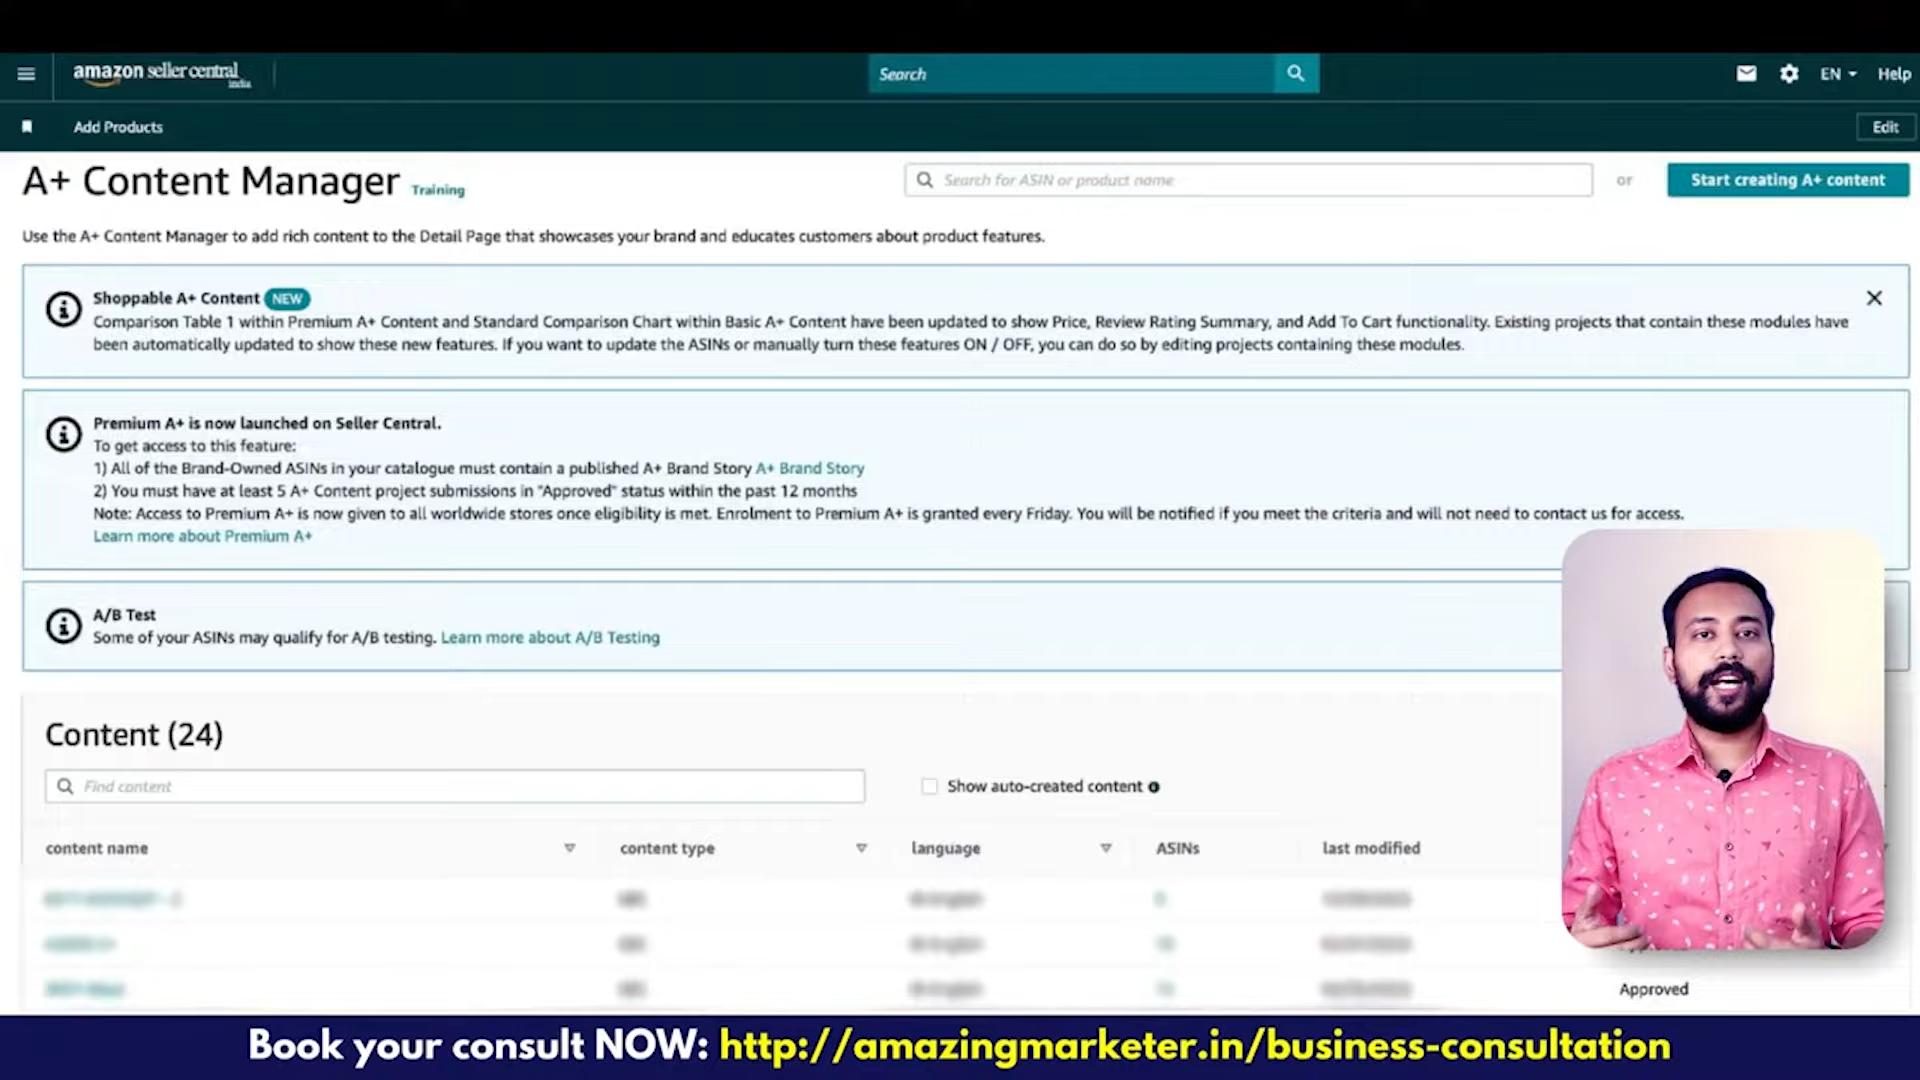 amazon seller central
india
Search
EN
Help
Add Products
Edit
A+ Content Manager Training
Search for ASIN or product name
or
Start creating A+ content
Use the A+ Content Manager to add rich content to the Detail Page that showcases your brand and educates customers about product features.
Shoppable A+ Content NEW
Comparison Table 1 within Premium A+ Content and Standard Comparison Chart within Basic A+ Content have been updated to show Price, Review Rating Summary, and Add To Cart functionality. Existing projects that contain these modules have
been automatically updated to show these new features. If you want to update the ASINs or manually turn these features ON / OFF, you can do so by editing projects containing these modules.
Premium A+ is now launched on Seller Central.
To get access to this feature:
1) All of the Brand-Owned ASINs in your catalogue must contain a published A+ Brand Story A+ Brand Story
2) You must have at least 5 A+ Content project submissions in "Approved" status within the past 12 months
Note: Access to Premium A+ is now given to all worldwide stores once eligibility is met. Enrolment to Premium A+ is granted every Friday. You will be notified if you meet the criteria and will not need to contact us for access.
Learn more about Premium A+
A/B Test
Some of your ASINs may qualify for A/B testing. Learn more about A/B Testing
Content (24)
Find content
Show auto-created content
content name
content type
language
ASINs
last modified
Approved
Book your consult NOW: http://amazingmarketer.in/business-consultation